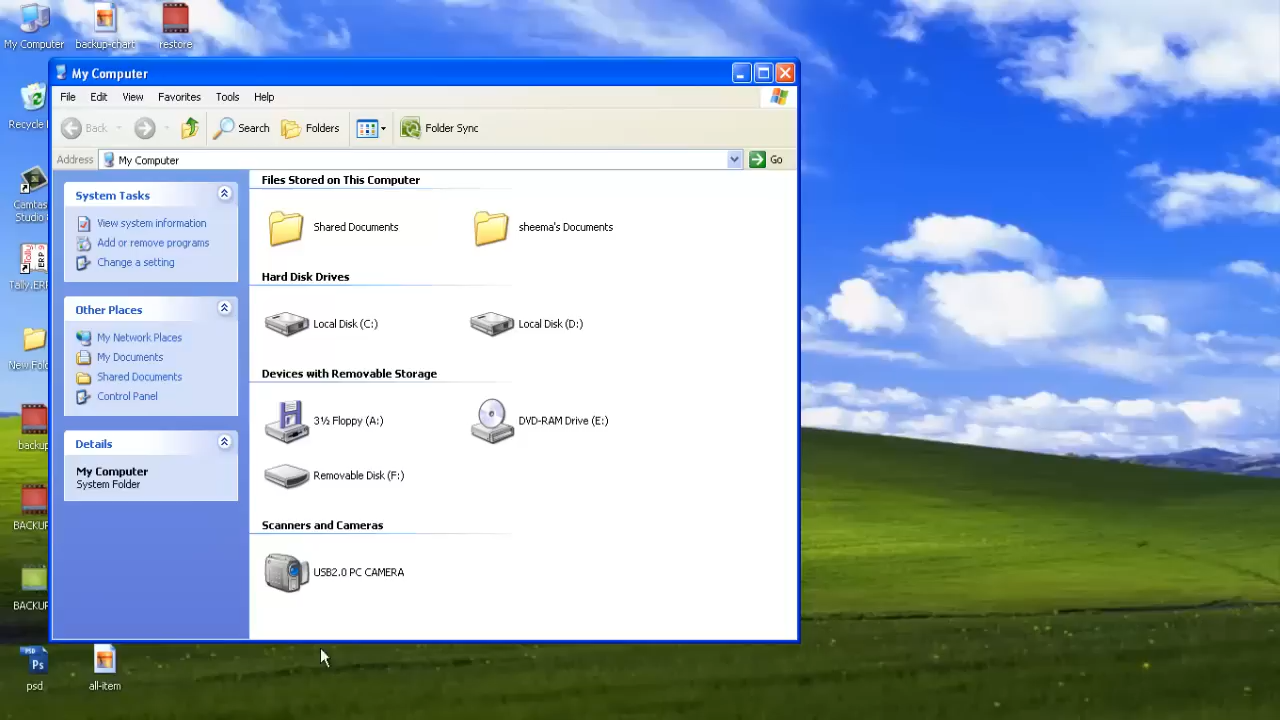 My Computer
backup-chart
restore
My Computer
File Edit View Favorites Tools Help
Back Search Folders Folder Sync
Address My Computer Go
Recycle
Camtas
Studio 8
Tally.ER
New Fold
backup
BACKUP
BACKUP
psd
all-item
System Tasks
View system information
Add or remove programs
Change a setting
Other Places
My Network Places
My Documents
Shared Documents
Control Panel
Details
My Computer
System Folder
Files Stored on This Computer
Shared Documents
sheema's Documents
Hard Disk Drives
Local Disk (C:)
Local Disk (D:)
Devices with Removable Storage
3½ Floppy (A:)
DVD-RAM Drive (E:)
Removable Disk (F:)
Scanners and Cameras
USB2.0 PC CAMERA